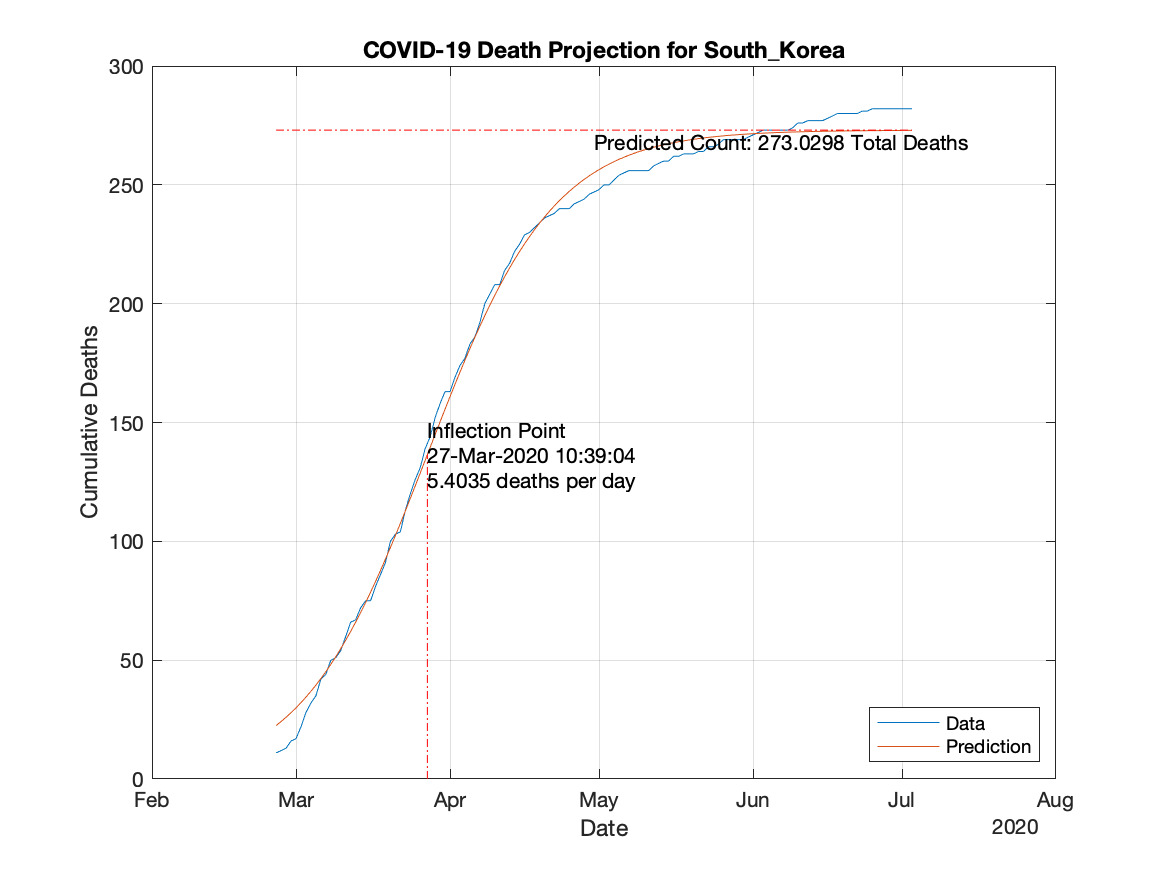 COVID-19 Death Projection for South_Korea
300
250
200
150
100
50
0
Cumulative Deaths
Predicted Count: 273.0298 Total Deaths
Inflection Point
27-Mar-2020 10:39:04
5.4035 deaths per day
Data
Prediction
Feb Mar Apr May Jun Jul Aug
Date
2020